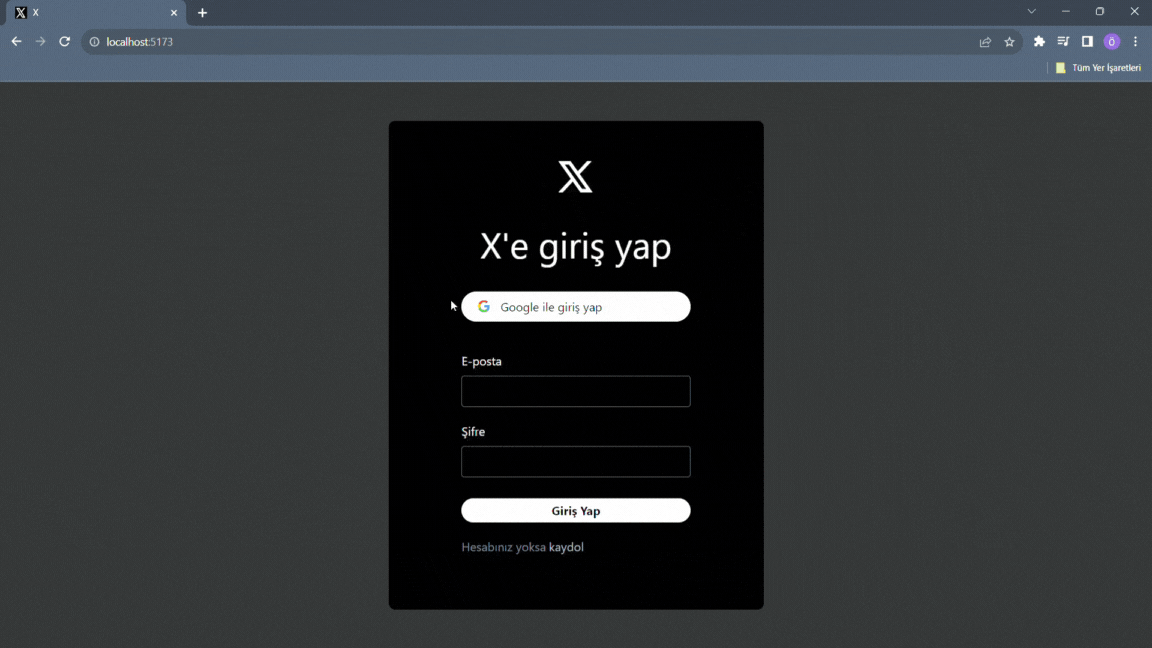 X
localhost:5173
ö
Tüm Yer İşaretleri
X
X'e giriş yap
Google ile giriş yap
E-posta
Şifre
Giriş Yap
Hesabınız yoksa kaydol